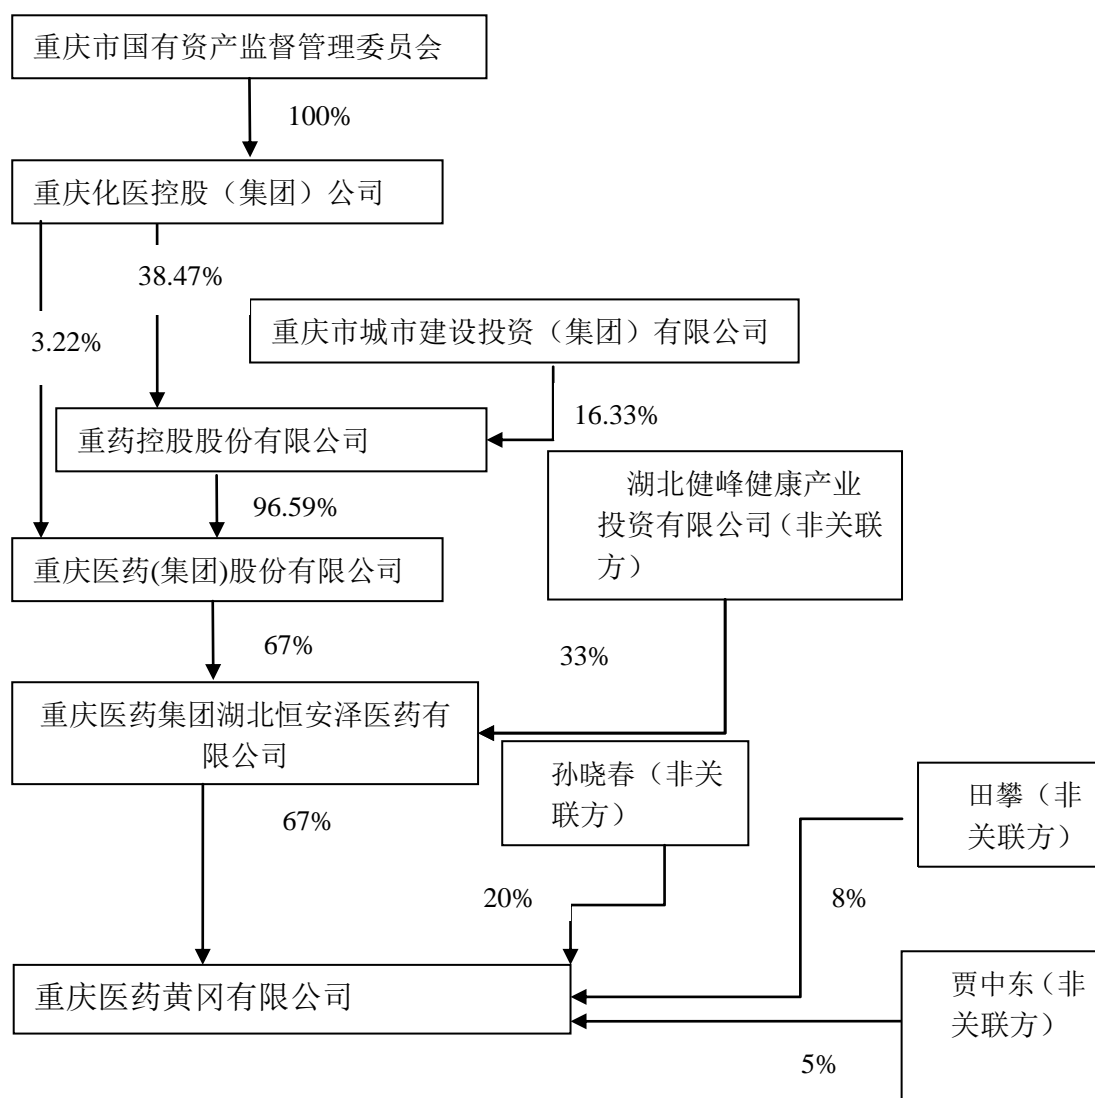 重庆市国有资产监督管理委员会
100%
重庆化医控股（集团）公司
38.47%
3.22%
重庆市城市建设投资（集团）有限公司
16.33%
重药控股股份有限公司
湖北健峰健康产业
投资有限公司（非关联
方）
96.59%
重庆医药(集团)股份有限公司
67%
33%
重庆医药集团湖北恒安泽医药有
限公司
孙晓春（非关
联方）
67%
田攀（非
关联方）
20%
8%
重庆医药黄冈有限公司
贾中东（非
关联方）
5%